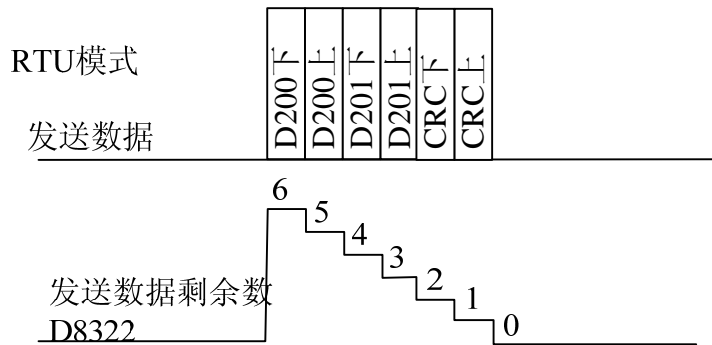 RTU模式
D200下
D200上
D201下
D201上
CRC下
CRC上
发送数据
6
5
4
3
2
1
0
发送数据剩余数
D8322